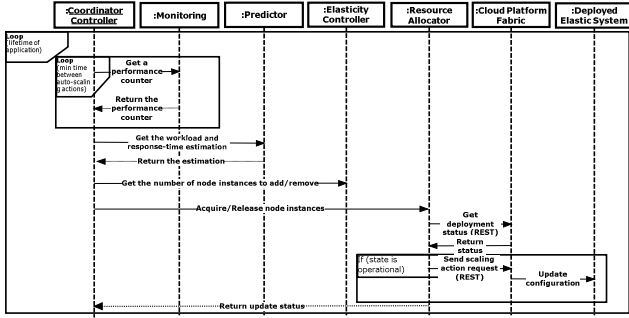 :Coordinator
Controller
:Monitoring
:Predictor
:Elasticity
Controller
:Resource
Allocator
:Cloud Platform
Fabric
:Deployed
Elastic System
Loop
(lifetime of
application)
Loop
(min time
between
auto-scalin
g actions)
Get a
performance
counter
Return the
performance
counter
Get the workload and
response-time estimation
Return the estimation
Get the number of node instances to add/remove
Acquire/Release node instances
Get
deployment
status (REST)
Return
status
If (state is
operational)
Send scaling
action request
(REST)
Update
configuration
Return update status